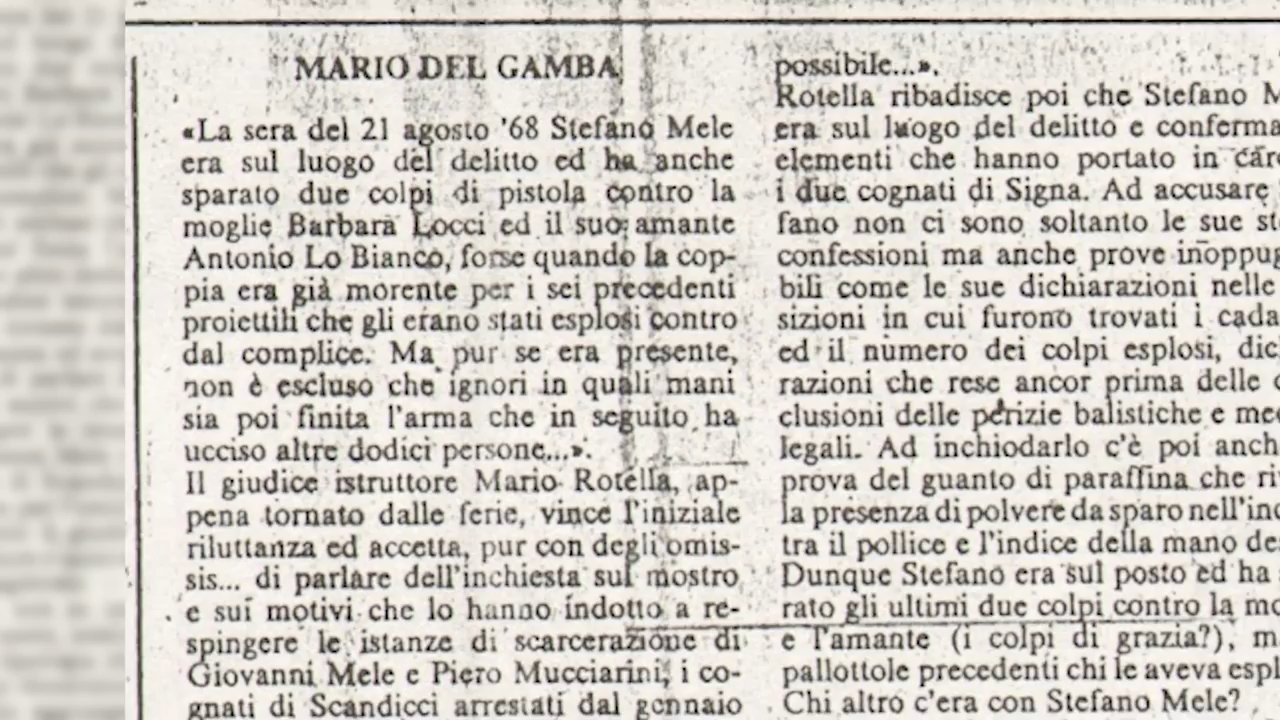 MARIO DEL GAMBA
«La sera del 21 agosto '68 Stefano Mele
era sul luogo del delitto ed ha anche
sparato due colpi di pistola contro la
moglie Barbara Locci ed il suo amante
Antonio Lo Bianco, forse quando la cop-
pia era già morente per i sei precedenti
proiettili che gli erano stati esplosi contro
dal complice. Ma pur se era presente,
non è escluso che ignori in quali mani
sia poi finita l'arma che in seguito ha
ucciso altre dodici persone...».
Il giudice istruttore Mario Rotella, ap-
pena tornato dalle ferie, vince l'iniziale
riluttanza ed accetta, pur con degli omis-
sis... di parlare dell'inchiesta sul mostro
e sui motivi che lo hanno indotto a re-
spingere le istanze di scarcerazione di
Giovanni Mele e Piero Mucciarini, i co-
gnati di Scandicci arrestati dal gennaio
possibile...».
Rotella ribadisce poi che Stefano M
era sul luogo del delitto e conferma
elementi che hanno portato in care
i due cognati di Signa. Ad accusare
fano non ci sono soltanto le sue st
confessioni ma anche prove inoppug
bili come le sue dichiarazioni nelle
sizioni in cui furono trovati i cada
ed il numero dei colpi esplosi, dich
razioni che rese ancor prima delle c
clusioni delle perizie balistiche e med
legali. Ad inchiodarlo c'è poi anch
prova del guanto di paraffina che riv
la presenza di polvere da sparo nell'inc
tra il pollice e l'indice della mano de
Dunque Stefano era sul posto ed ha
rato gli ultimi due colpi contro la mo
e l'amante (i colpi di grazia?), m
pallottole precedenti chi le aveva espl
Chi altro c'era con Stefano Mele?